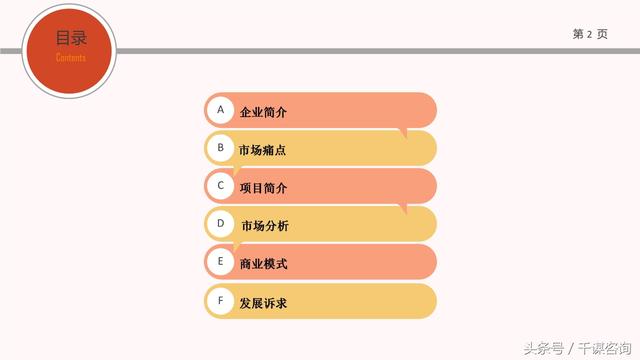 目录
Contents
第 2 页
A 企业简介
B 市场痛点
C 项目简介
D 市场分析
E 商业模式
F 发展诉求
头条号 / 千谋咨询